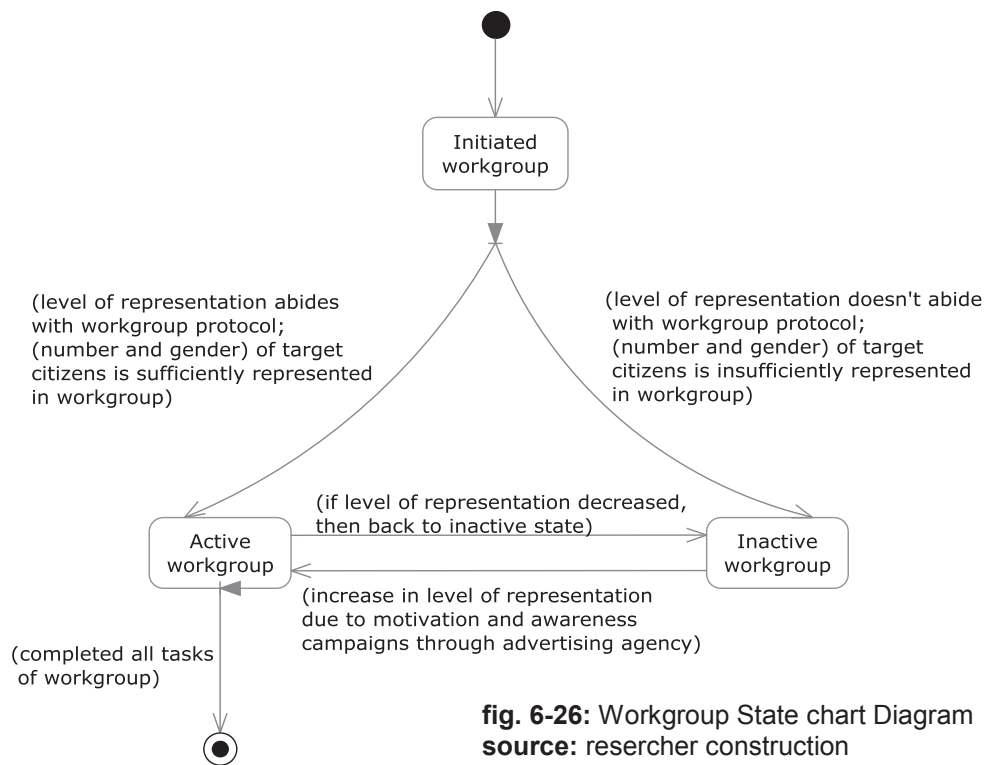 Initiated
workgroup
(level of representation abides
with workgroup protocol;
(number and gender) of target
citizens is sufficiently represented
in workgroup)
(level of representation doesn't abide
with workgroup protocol;
(number and gender) of target
citizens is insufficiently represented
in workgroup)
(if level of representation decreased,
then back to inactive state)
Active
workgroup
Inactive
workgroup
(increase in level of representation
due to motivation and awareness
campaigns through advertising agency)
(completed all tasks
of workgroup)
fig. 6-26: Workgroup State chart Diagram
source: resercher construction